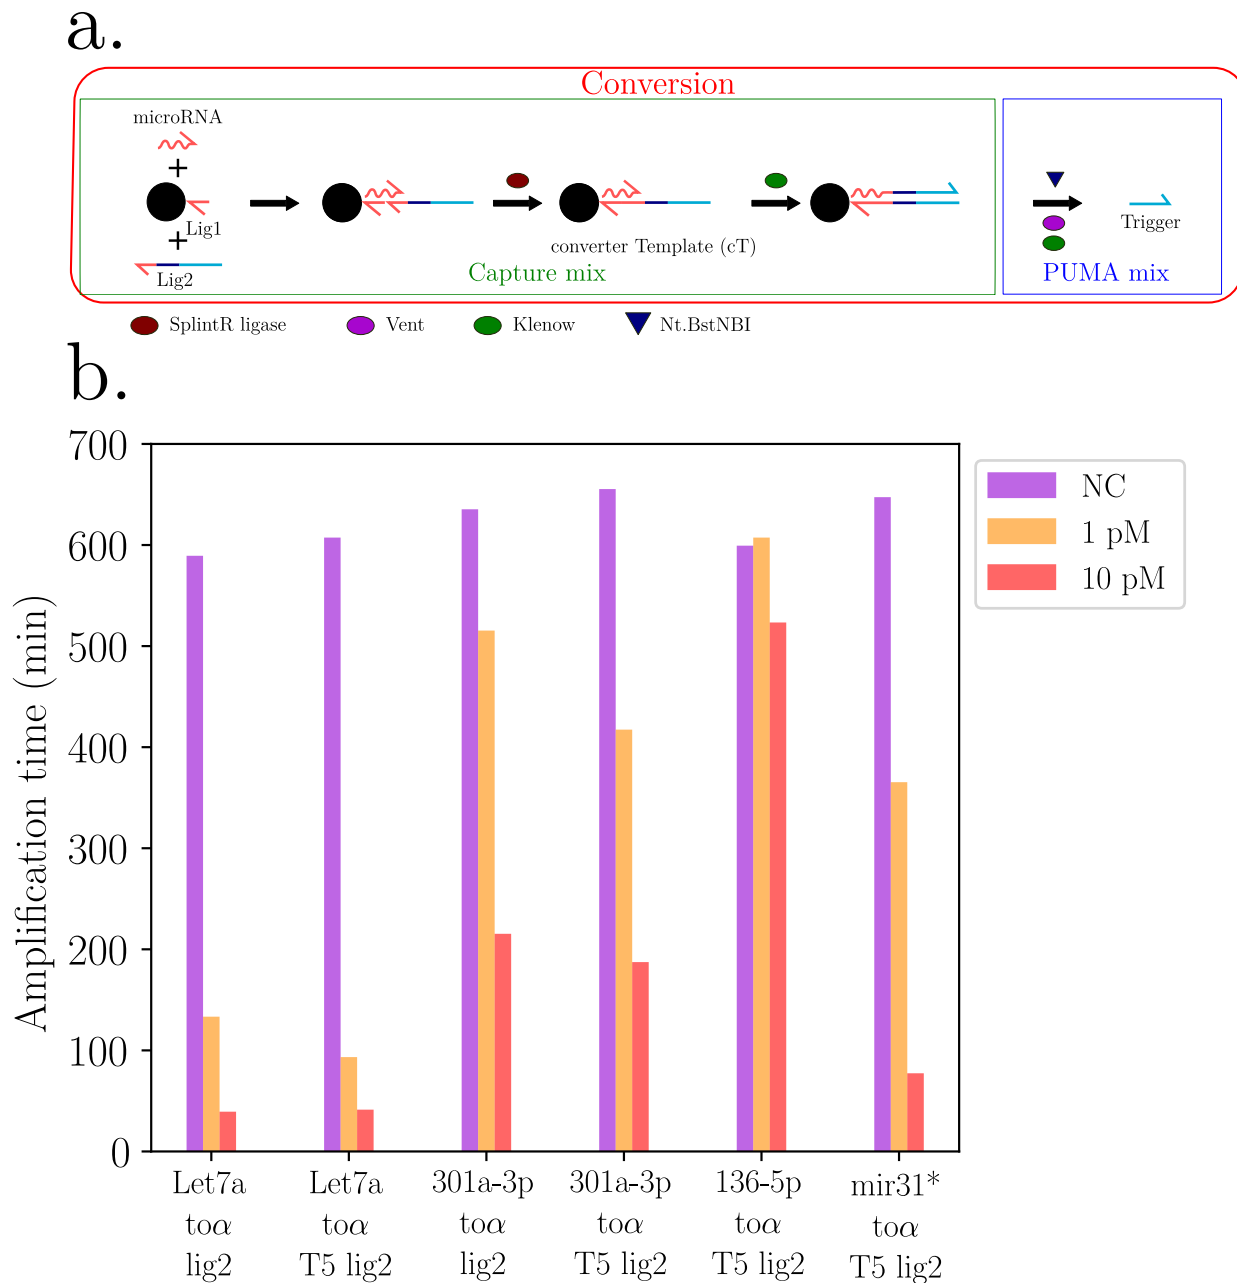 a.
Conversion
microRNA
+
Lig1
+
Lig2
converter Template (cT)
Capture mix
Trigger
PUMA mix
SplintR ligase
Vent
Klenow
Nt.BstNBI
b.
Amplification time (min)
700
600
500
400
300
200
100
0
NC
1 pM
10 pM
Let7a
toα
lig2
Let7a
toα
T5 lig2
301a-3p
toα
lig2
301a-3p
toα
T5 lig2
136-5p
toα
T5 lig2
mir31*
toα
T5 lig2